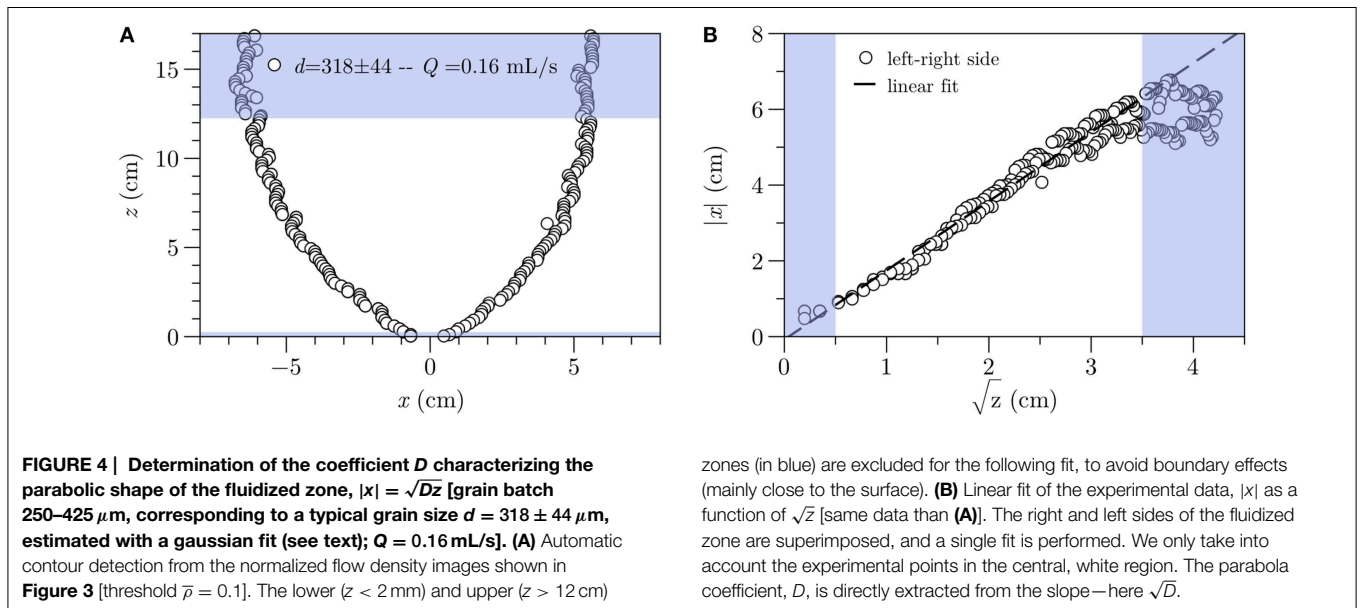 A
d=318±44 -- Q =0.16 mL/s
15
10
5
0
z (cm)
−5
0
5
x (cm)
B
left-right side
linear fit
8
6
4
2
0
|x| (cm)
0
1
2
3
4
√z (cm)
FIGURE 4 | Determination of the coefficient D characterizing the
parabolic shape of the fluidized zone, |x| = √Dz [grain batch
250–425 μm, corresponding to a typical grain size d = 318 ± 44 μm,
estimated with a gaussian fit (see text); Q = 0.16 mL/s]. (A) Automatic
contour detection from the normalized flow density images shown in
Figure 3 [threshold ρ̅ = 0.1]. The lower (z < 2 mm) and upper (z > 12 cm)
zones (in blue) are excluded for the following fit, to avoid boundary effects
(mainly close to the surface). (B) Linear fit of the experimental data, |x| as a
function of √z [same data than (A)]. The right and left sides of the fluidized
zone are superimposed, and a single fit is performed. We only take into
account the experimental points in the central, white region. The parabola
coefficient, D, is directly extracted from the slope—here √D.